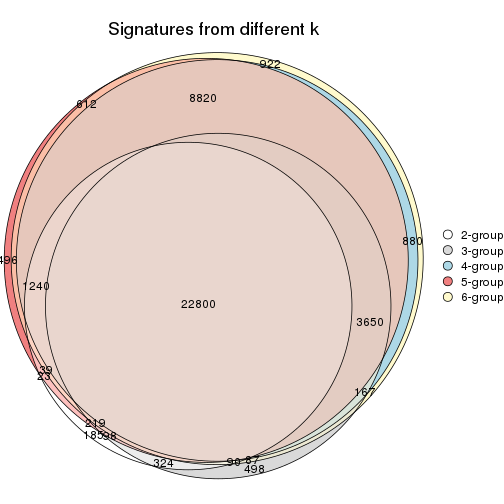 Signatures from different k
922
612
8820
880
496
1240
22800
3650
39
23
167
219
18598
324
90
87
498
2-group
3-group
4-group
5-group
6-group